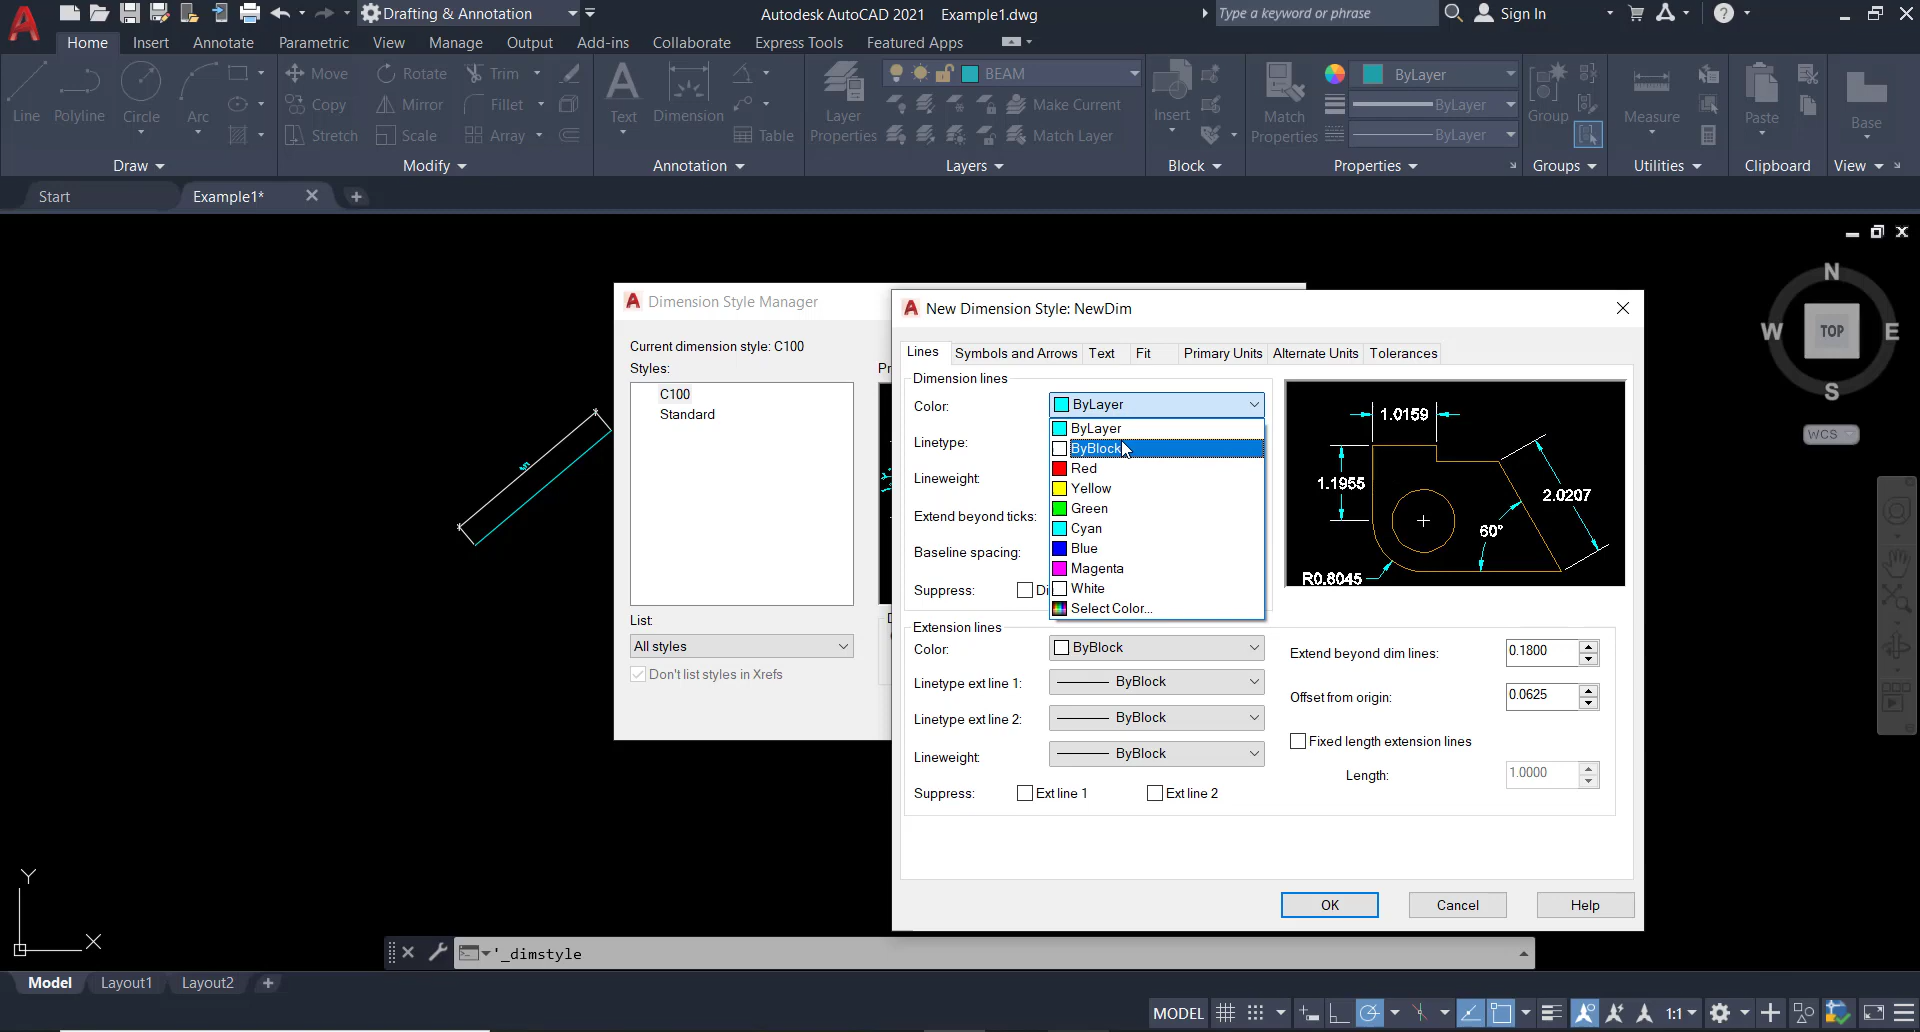 Drafting & Annotation
Autodesk AutoCAD 2021 Example1.dwg
Type a keyword or phrase
Sign In
Home Insert Annotate Parametric View Manage Output Add-ins Collaborate Express Tools Featured Apps
Line Polyline Circle Arc
Draw
Move Rotate Trim
Copy Mirror Fillet
Stretch Scale Array
Modify
Text Dimension
Table
Annotation
Layer Properties
BEAM
Make Current
Match Layer
Layers
Insert
Block
Match Properties
ByLayer
ByLayer
ByLayer
Properties
Group
Groups
Measure
Utilities
Paste
Clipboard
Base
View
Start Example1*
N
W TOP E
S
WCS
Dimension Style Manager
Current dimension style: C100
Styles:
C100
Standard
List:
All styles
Don't list styles in Xrefs
New Dimension Style: NewDim
Lines Symbols and Arrows Text Fit Primary Units Alternate Units Tolerances
Dimension lines
Color: ByLayer
ByLayer
ByBlock
Red
Yellow
Green
Cyan
Blue
Magenta
White
Select Color...
Linetype:
Lineweight:
Extend beyond ticks:
Baseline spacing:
Suppress:
1.0159
1.1955
2.0207
60°
R0.8045
Extension lines
Color: ByBlock
Linetype ext line 1: ByBlock
Linetype ext line 2: ByBlock
Lineweight: ByBlock
Suppress: Ext line 1 Ext line 2
Extend beyond dim lines: 0.1800
Offset from origin: 0.0625
Fixed length extension lines
Length: 1.0000
OK Cancel Help
Y
X
'_dimstyle
Model Layout1 Layout2
MODEL 1:1